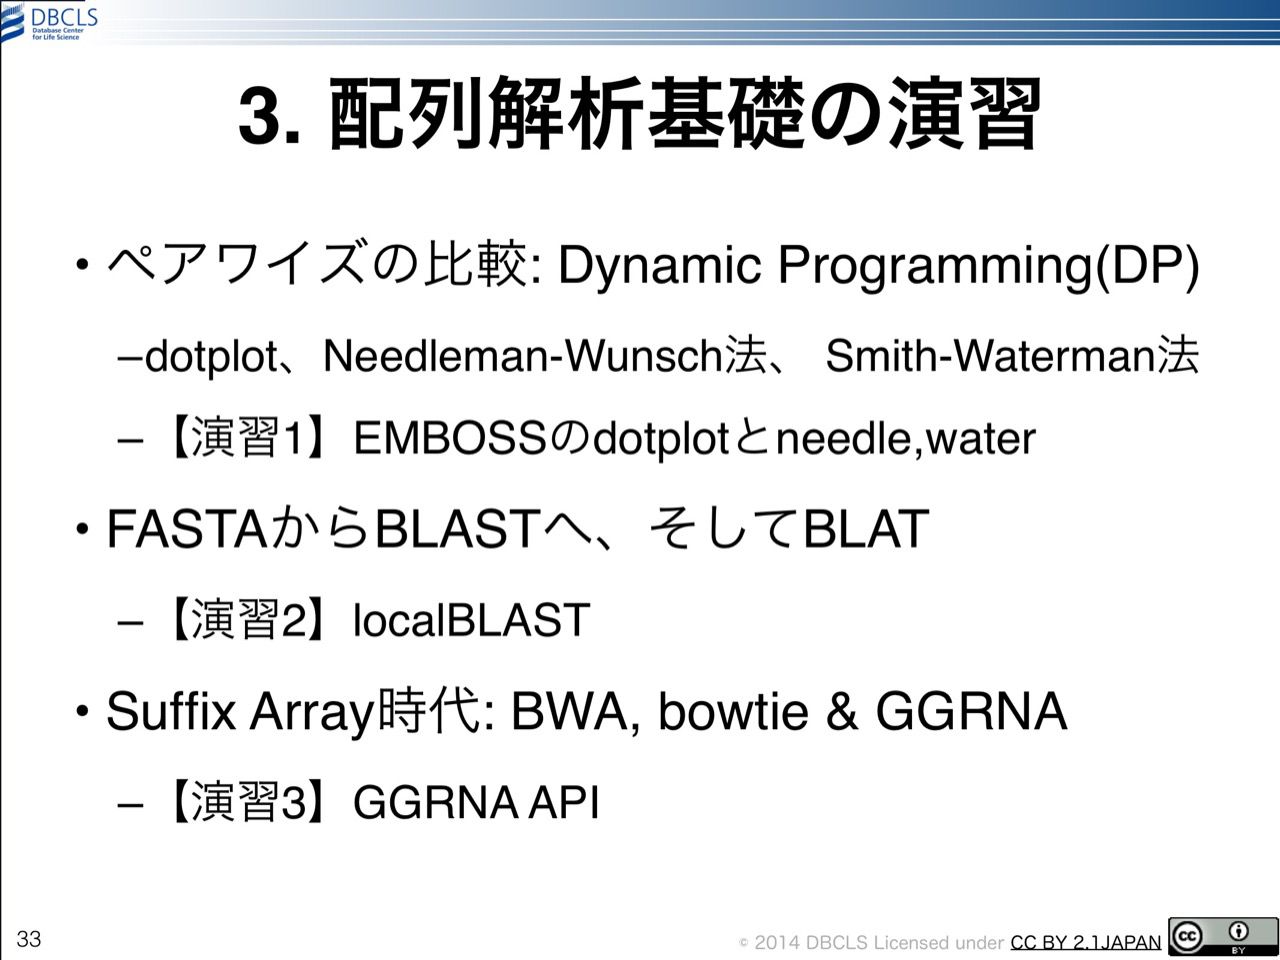 DBCLS
Database Center
for Life Science
3. 配列解析基礎の演習
• ペアワイズの比較: Dynamic Programming(DP)
–dotplot、Needleman-Wunsch法、 Smith-Waterman法
–【演習1】EMBOSSのdotplotとneedle,water
• FASTAからBLASTへ、そしてBLAT
–【演習2】localBLAST
• Suffix Array時代: BWA, bowtie & GGRNA
–【演習3】GGRNA API
33
© 2014 DBCLS Licensed under CC BY 2.1JAPAN
cc
BY